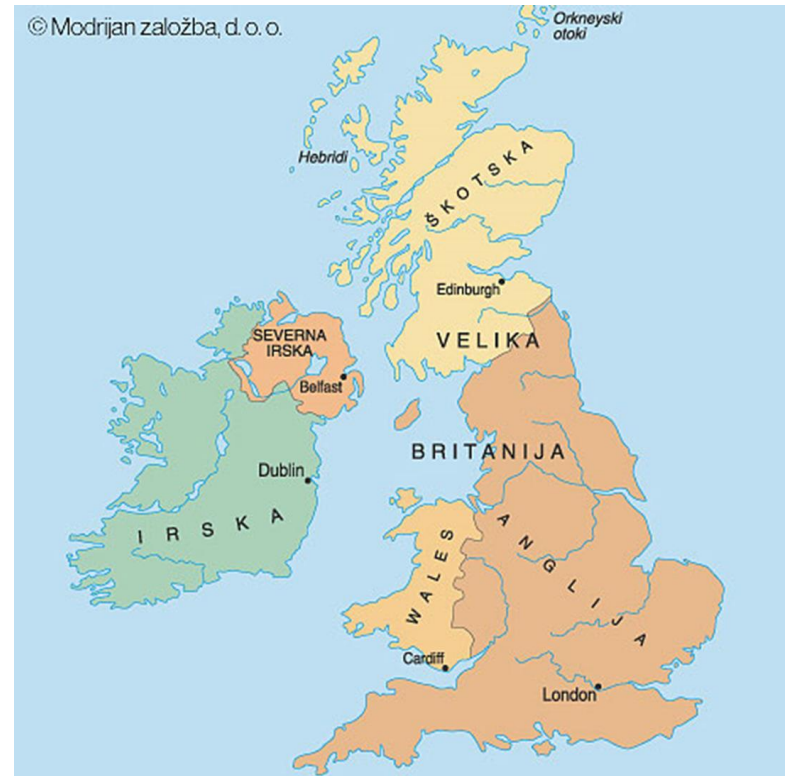 © Modrijan založba, d. o. o.
Orkneyski
otoki
Hebridi
ŠKOTSKA
Edinburgh
VELIKA
SEVERNA
IRSKA
Belfast
BRITANIJA
Dublin
IRSKA
ANGLIJA
WALES
Cardiff
London